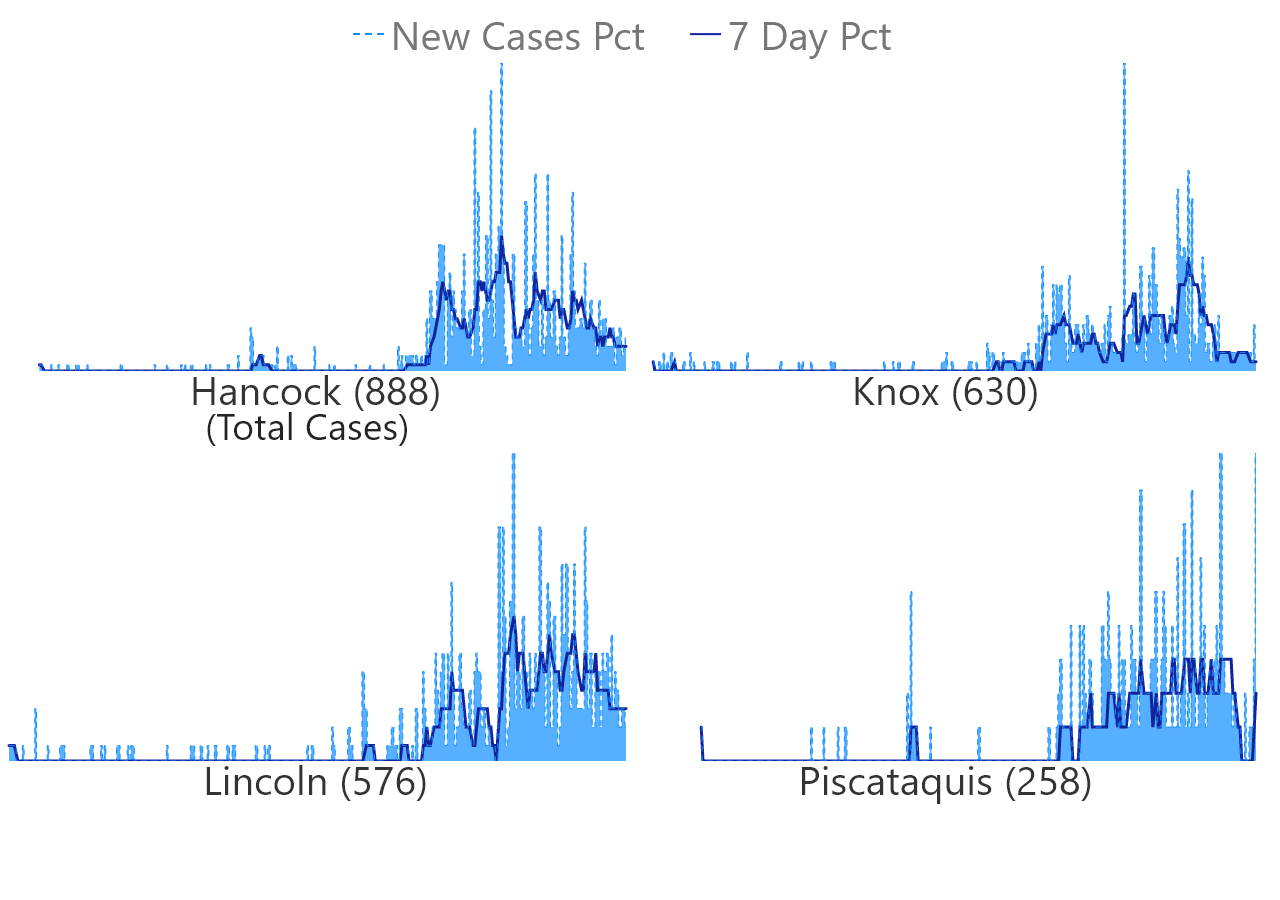 New Cases Pct 7 Day Pct
Hancock (888)
(Total Cases)
Knox (630)
Lincoln (576)
Piscataquis (258)